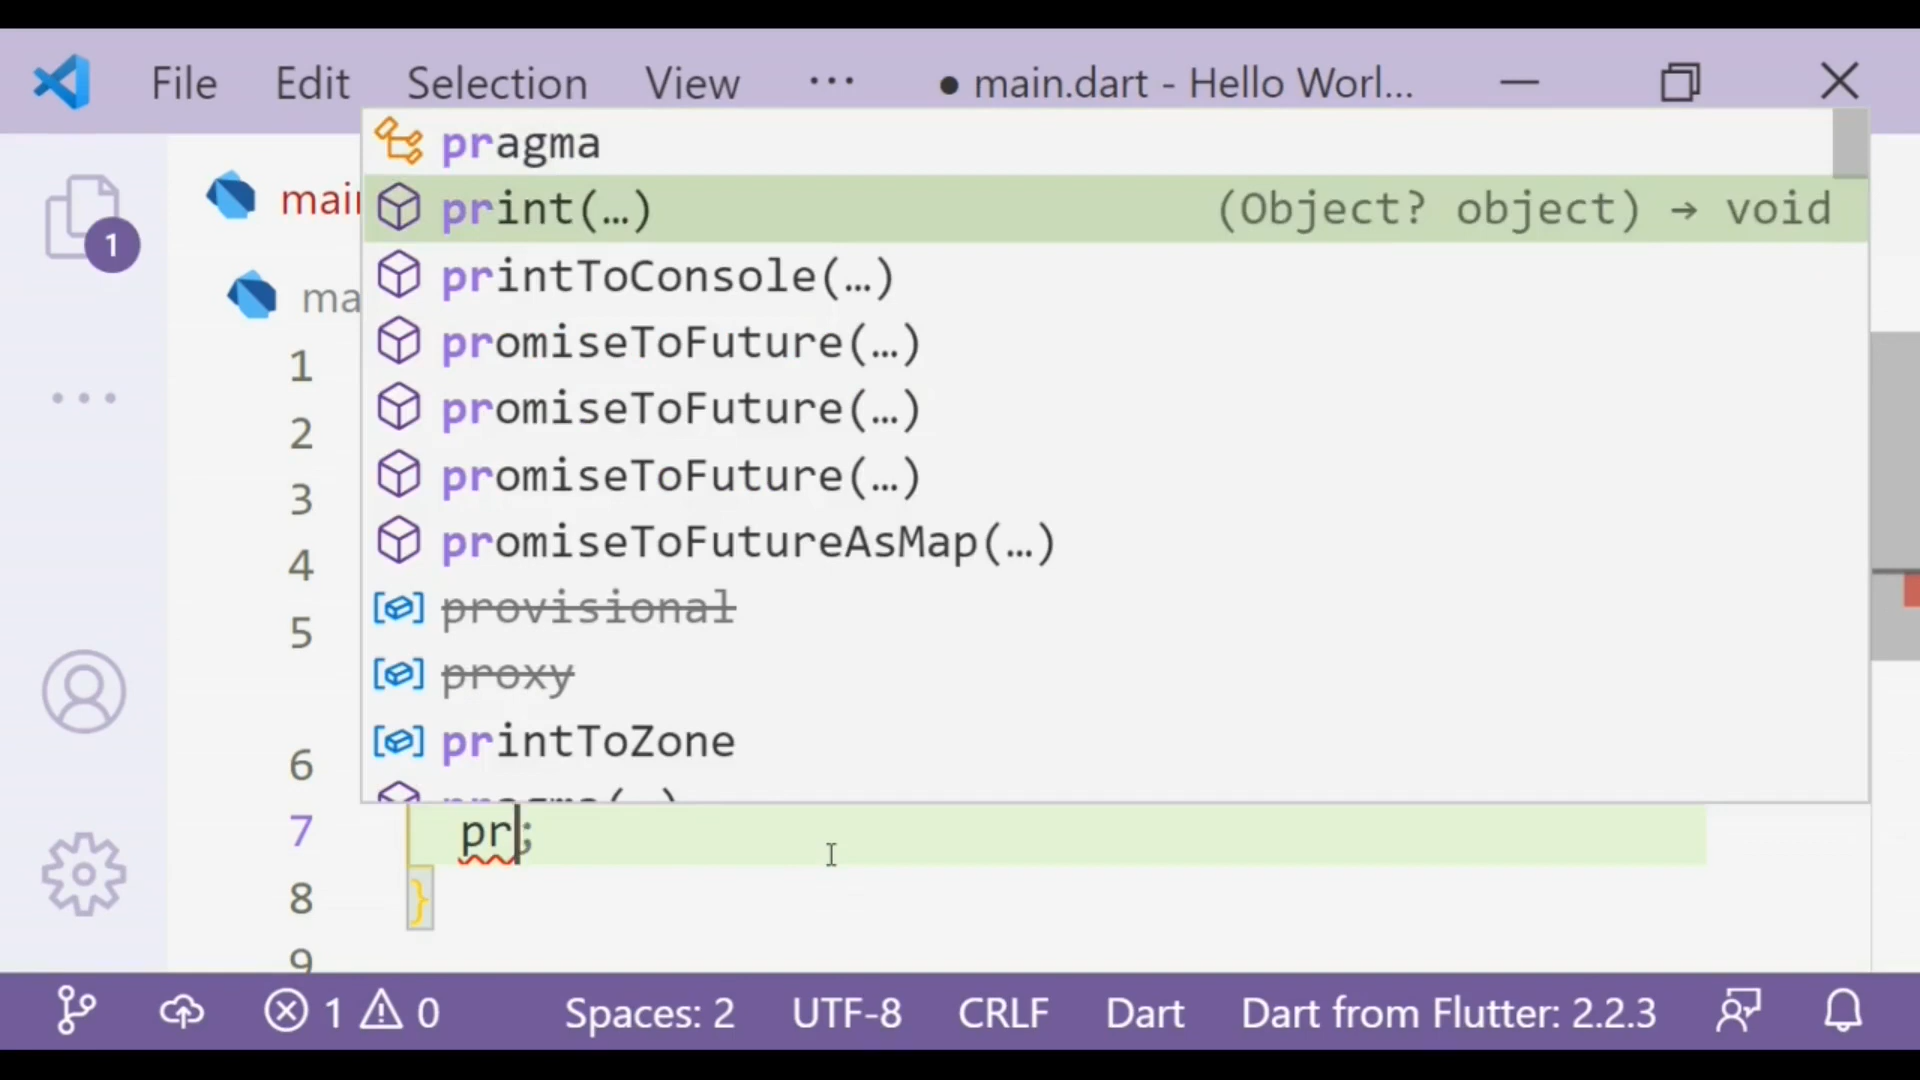 File Edit Selection View ··· ● main.dart - Hello Worl...
1
main
ma
pragma
print(…) (Object? object) → void
printToConsole(…)
promiseToFuture(…)
promiseToFuture(…)
promiseToFuture(…)
promiseToFutureAsMap(…)
provisional
proxy
printToZone
pragma(…)
1
2
3
4
5
6
7 pr;
8 }
9
1 0 Spaces: 2 UTF-8 CRLF Dart Dart from Flutter: 2.2.3